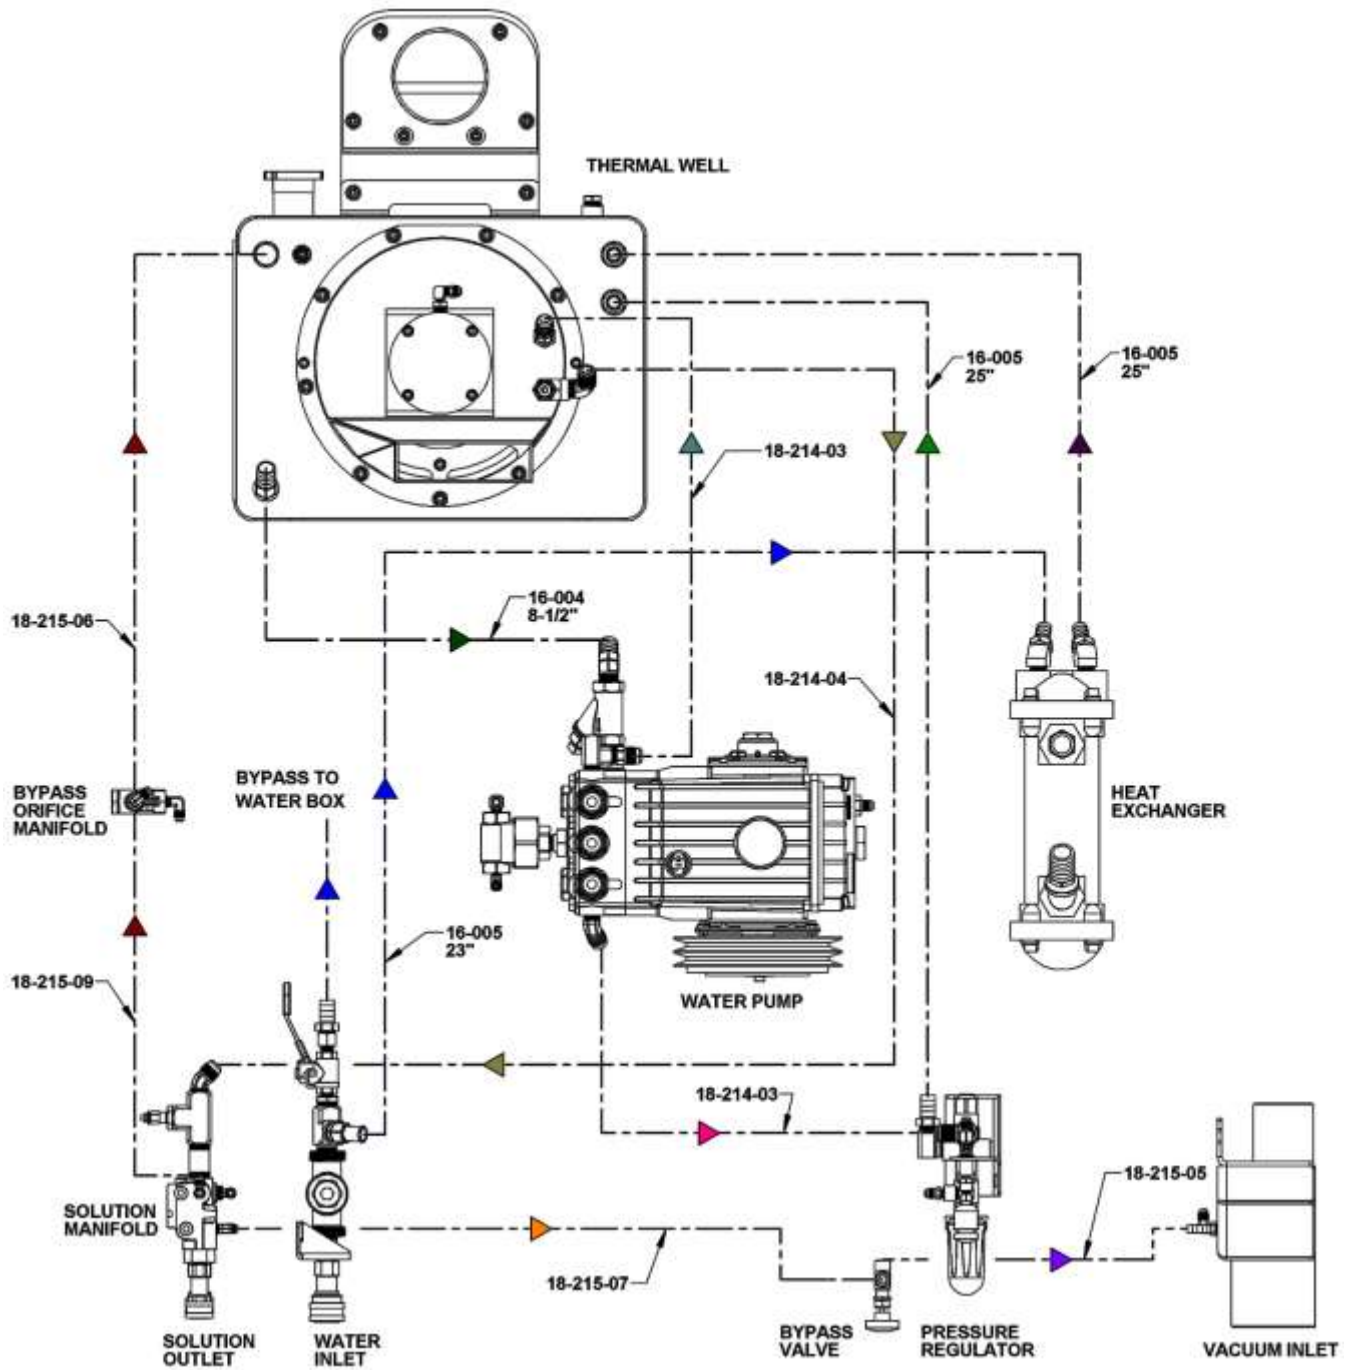 THERMAL WELL
16-005
25"
16-005
25"
18-214-03
16-004
8-1/2"
18-215-06
18-214-04
BYPASS TO
WATER BOX
BYPASS
ORIFICE
MANIFOLD
HEAT
EXCHANGER
16-005
23"
18-215-09
WATER PUMP
18-214-03
18-215-05
SOLUTION
MANIFOLD
18-215-07
SOLUTION
OUTLET
WATER
INLET
BYPASS
VALVE
PRESSURE
REGULATOR
VACUUM INLET